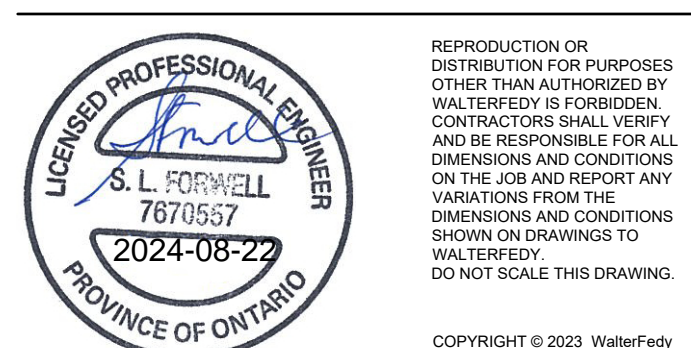 LICENSED PROFESSIONAL ENGINEER
S. L. FORWELL
7670557
2024-08-22
PROVINCE OF ONTARIO
REPRODUCTION OR
DISTRIBUTION FOR PURPOSES
OTHER THAN AUTHORIZED BY
WALTERFEDY IS FORBIDDEN.
CONTRACTORS SHALL VERIFY
AND BE RESPONSIBLE FOR ALL
DIMENSIONS AND CONDITIONS
ON THE JOB AND REPORT ANY
VARIATIONS FROM THE
DIMENSIONS AND CONDITIONS
SHOWN ON DRAWINGS TO
WALTERFEDY.
DO NOT SCALE THIS DRAWING.
COPYRIGHT © 2023 WalterFedy